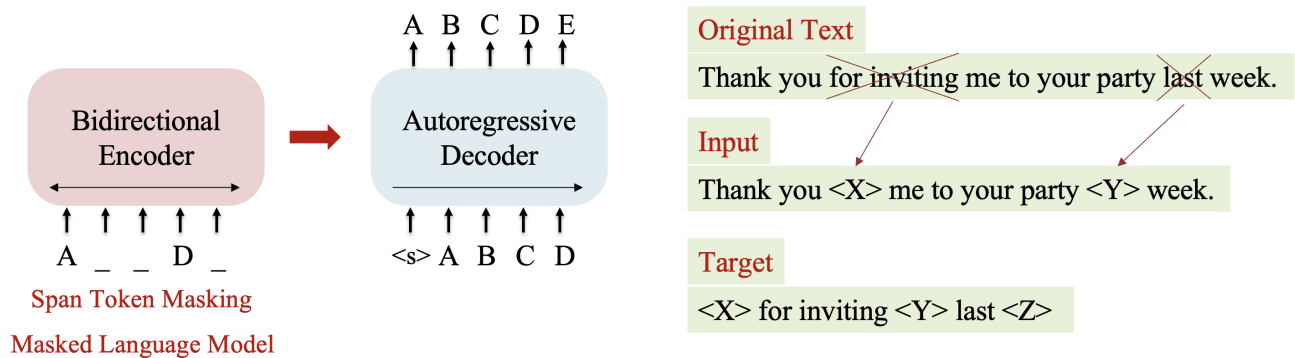 A B C D E
Bidirectional
Encoder
Autoregressive
Decoder
A _ _ D _
<s> A B C D
Span Token Masking
Masked Language Model
Original Text
Thank you for inviting me to your party last week.
Input
Thank you <X> me to your party <Y> week.
Target
<X> for inviting <Y> last <Z>